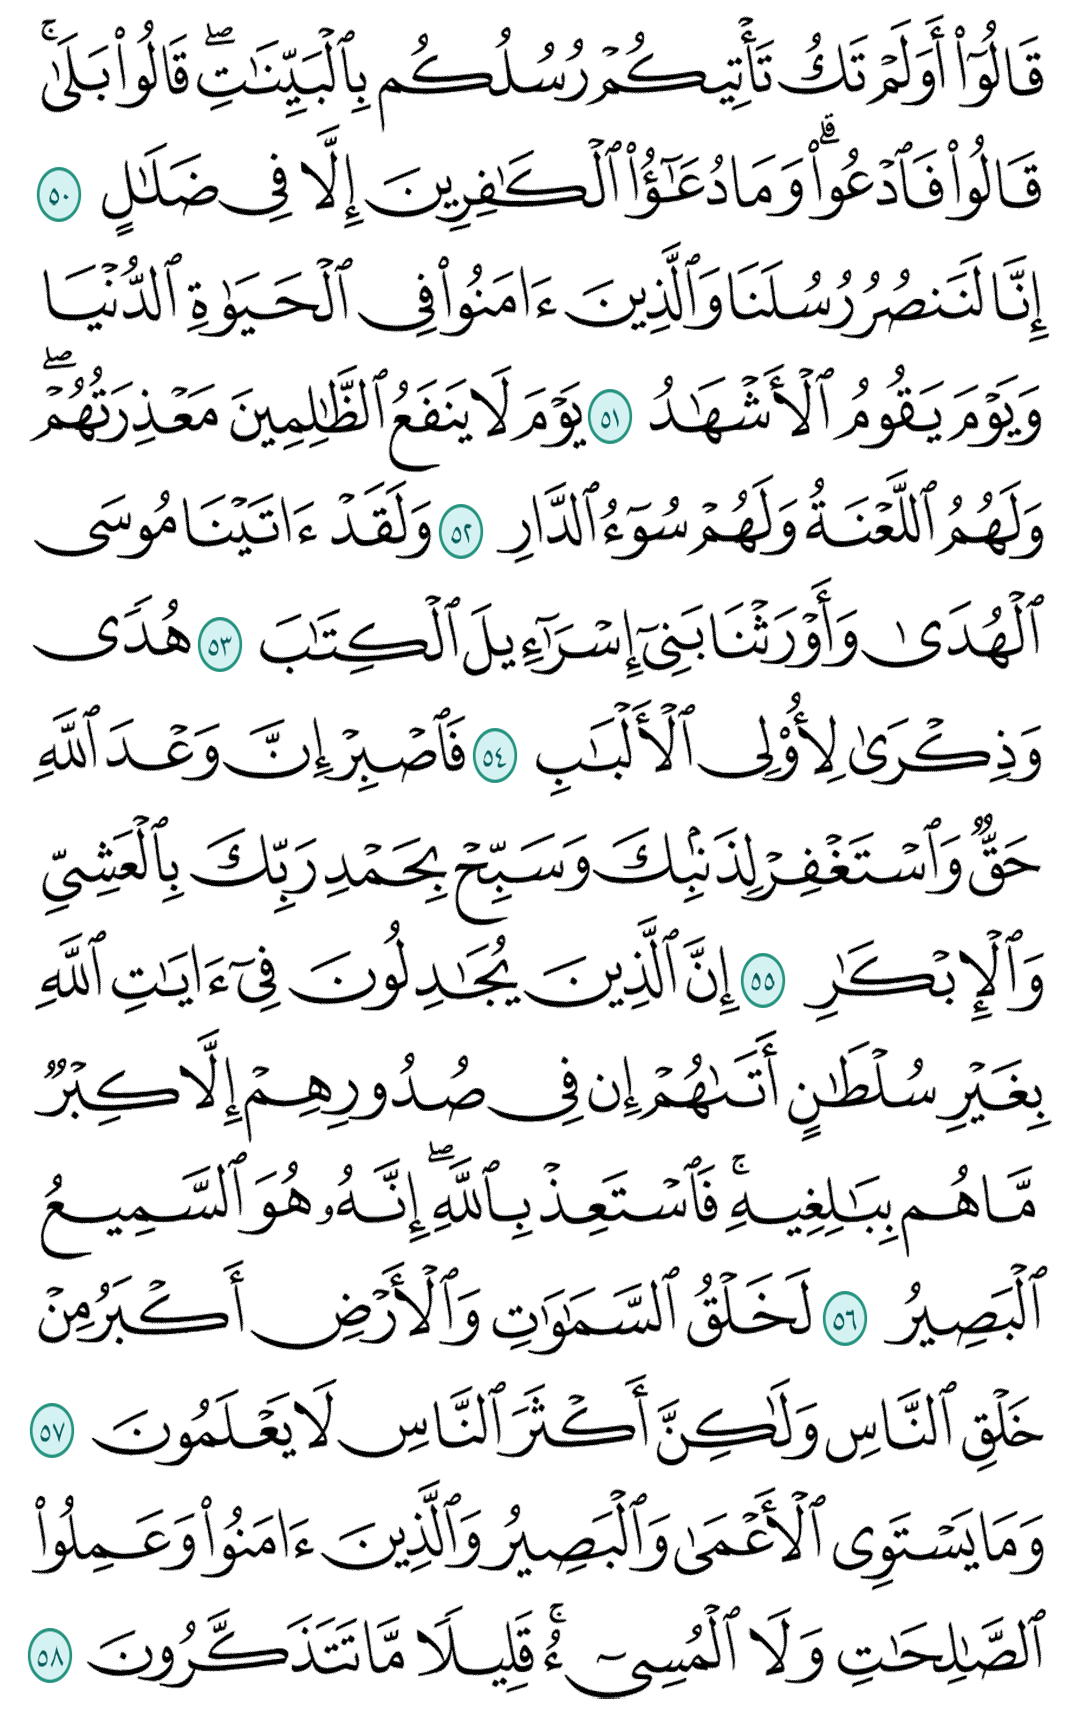 قَالُوٓا۟ أَوَلَمْ تَكُ تَأْتِيكُمْ رُسُلُكُم بِٱلْبَيِّنَـٰتِ ۖ قَالُوا۟ بَلَىٰ ۚ
قَالُوا۟ فَٱدْعُوا۟ ۗ وَمَا دُعَـٰٓؤُا۟ ٱلْكَـٰفِرِينَ إِلَّا فِى ضَلَـٰلٍ ٥٠
إِنَّا لَنَنصُرُ رُسُلَنَا وَٱلَّذِينَ ءَامَنُوا۟ فِى ٱلْحَيَوٰةِ ٱلدُّنْيَا
وَيَوْمَ يَقُومُ ٱلْأَشْهَـٰدُ ٥١ يَوْمَ لَا يَنفَعُ ٱلظَّـٰلِمِينَ مَعْذِرَتُهُمْ ۖ
وَلَهُمُ ٱللَّعْنَةُ وَلَهُمْ سُوٓءُ ٱلدَّارِ ٥٢ وَلَقَدْ ءَاتَيْنَا مُوسَى
ٱلْهُدَىٰ وَأَوْرَثْنَا بَنِىٓ إِسْرَٰٓءِيلَ ٱلْكِتَـٰبَ ٥٣ هُدًى
وَذِكْرَىٰ لِأُو۟لِى ٱلْأَلْبَـٰبِ ٥٤ فَٱصْبِرْ إِنَّ وَعْدَ ٱللَّهِ
حَقٌّ وَٱسْتَغْفِرْ لِذَنۢبِكَ وَسَبِّحْ بِحَمْدِ رَبِّكَ بِٱلْعَشِىِّ
وَٱلْإِبْكَـٰرِ ٥٥ إِنَّ ٱلَّذِينَ يُجَـٰدِلُونَ فِىٓ ءَايَـٰتِ ٱللَّهِ
بِغَيْرِ سُلْطَـٰنٍ أَتَىٰهُمْ إِن فِى صُدُورِهِمْ إِلَّا كِبْرٌ
مَّا هُم بِبَـٰلِغِيهِ ۚ فَٱسْتَعِذْ بِٱللَّهِ ۖ إِنَّهُۥ هُوَ ٱلسَّمِيعُ
ٱلْبَصِيرُ ٥٦ لَخَلْقُ ٱلسَّمَـٰوَٰتِ وَٱلْأَرْضِ أَكْبَرُ مِنْ
خَلْقِ ٱلنَّاسِ وَلَـٰكِنَّ أَكْثَرَ ٱلنَّاسِ لَا يَعْلَمُونَ ٥٧
وَمَا يَسْتَوِى ٱلْأَعْمَىٰ وَٱلْبَصِيرُ وَٱلَّذِينَ ءَامَنُوا۟ وَعَمِلُوا۟
ٱلصَّـٰلِحَـٰتِ وَلَا ٱلْمُسِىٓءُ ۚ قَلِيلًا مَّا تَتَذَكَّرُونَ ٥٨